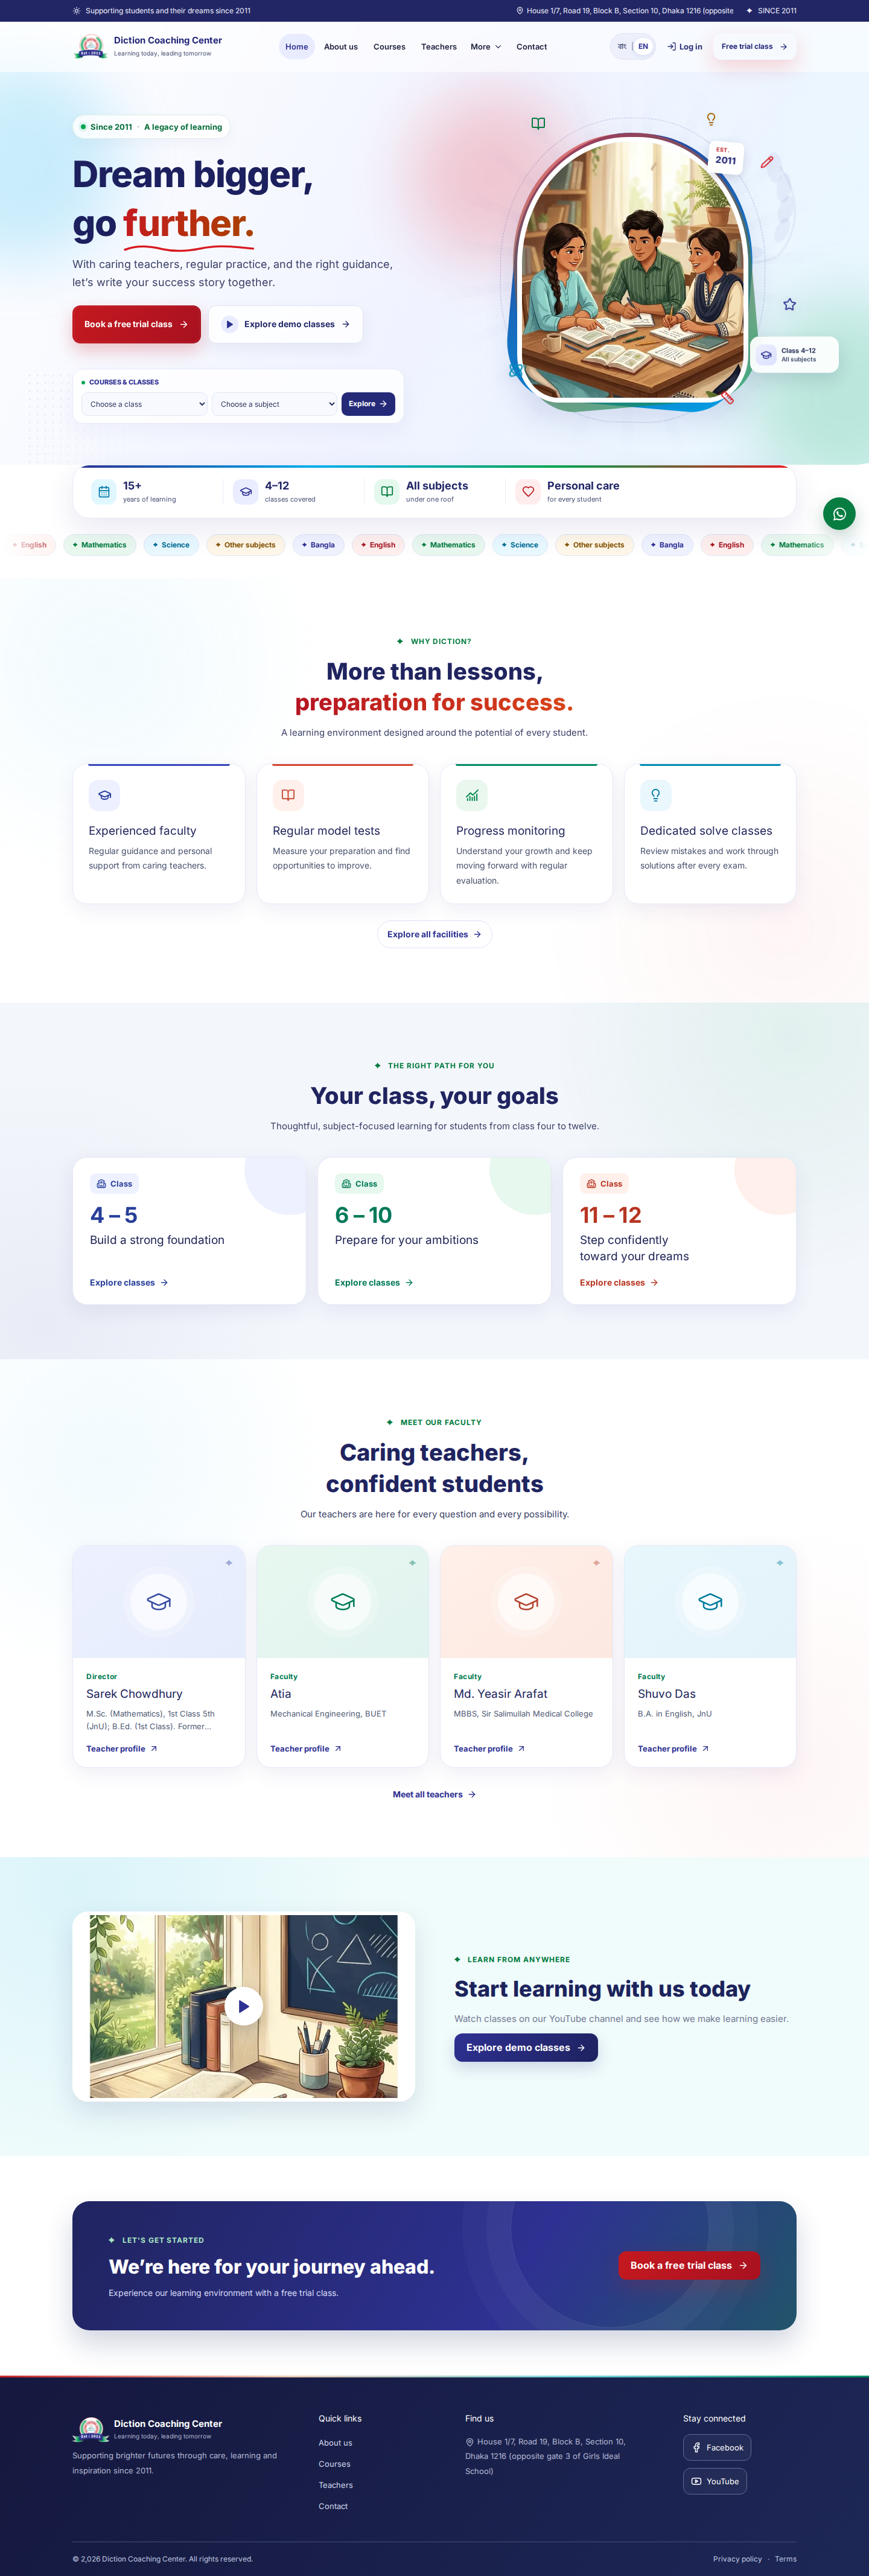 Supporting students and their dreams since 2011
House 1/7, Road 19, Block B, Section 10, Dhaka 1216 (opposite
SINCE 2011
Diction Coaching Center
Learning today, leading tomorrow
Home
About us
Courses
Teachers
More
Contact
বাং
EN
Log in
Free trial class
Since 2011 · A legacy of learning
Dream bigger,
go further.
With caring teachers, regular practice, and the right guidance,
let’s write your success story together.
Book a free trial class
Explore demo classes
EST.
2011
Class 4–12
All subjects
COURSES & CLASSES
Choose a class
Choose a subject
Explore
15+
years of learning
4–12
classes covered
All subjects
under one roof
Personal care
for every student
English
Mathematics
Science
Other subjects
Bangla
English
Mathematics
Science
Other subjects
Bangla
English
Mathematics
WHY DICTION?
More than lessons,
preparation for success.
A learning environment designed around the potential of every student.
Experienced faculty
Regular guidance and personal
support from caring teachers.
Regular model tests
Measure your preparation and find
opportunities to improve.
Progress monitoring
Understand your growth and keep
moving forward with regular
evaluation.
Dedicated solve classes
Review mistakes and work through
solutions after every exam.
Explore all facilities
THE RIGHT PATH FOR YOU
Your class, your goals
Thoughtful, subject-focused learning for students from class four to twelve.
Class
4 – 5
Build a strong foundation
Explore classes
Class
6 – 10
Prepare for your ambitions
Explore classes
Class
11 – 12
Step confidently
toward your dreams
Explore classes
MEET OUR FACULTY
Caring teachers,
confident students
Our teachers are here for every question and every possibility.
Director
Sarek Chowdhury
M.Sc. (Mathematics), 1st Class 5th
(JnU); B.Ed. (1st Class). Former...
Teacher profile
Faculty
Atia
Mechanical Engineering, BUET
Teacher profile
Faculty
Md. Yeasir Arafat
MBBS, Sir Salimullah Medical College
Teacher profile
Faculty
Shuvo Das
B.A. in English, JnU
Teacher profile
Meet all teachers
LEARN FROM ANYWHERE
Start learning with us today
Watch classes on our YouTube channel and see how we make learning easier.
Explore demo classes
LET’S GET STARTED
We’re here for your journey ahead.
Experience our learning environment with a free trial class.
Book a free trial class
Diction Coaching Center
Learning today, leading tomorrow
Supporting brighter futures through care, learning and
inspiration since 2011.
Quick links
About us
Courses
Teachers
Contact
Find us
House 1/7, Road 19, Block B, Section 10,
Dhaka 1216 (opposite gate 3 of Girls Ideal
School)
Stay connected
Facebook
YouTube
© 2,026 Diction Coaching Center. All rights reserved.
Privacy policy · Terms